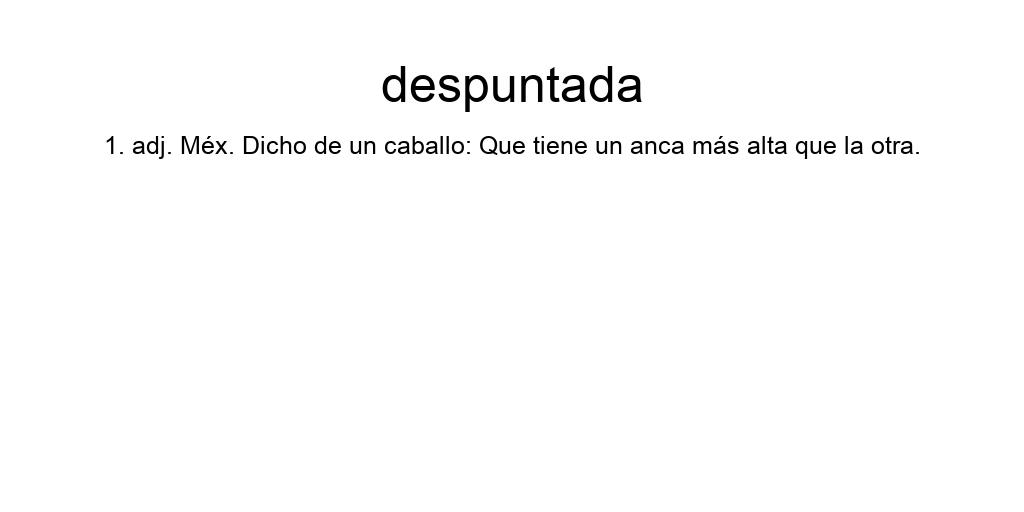 despuntada
1. adj. Méx. Dicho de un caballo: Que tiene un anca más alta que la otra.